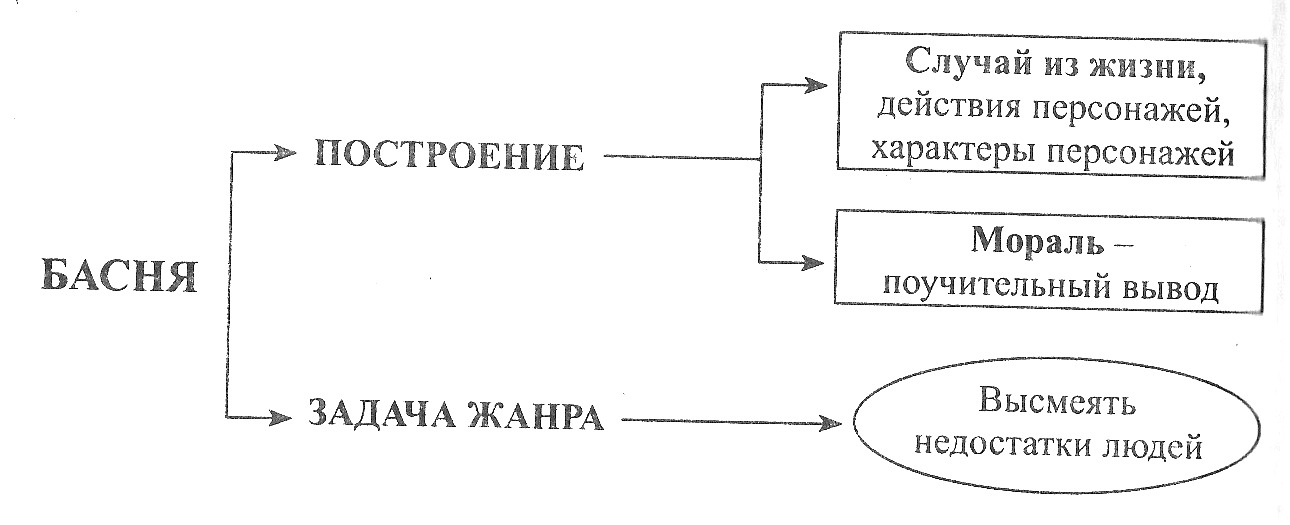 БАСНЯ
ПОСТРОЕНИЕ
Случай из жизни,
действия персонажей,
характеры персонажей
Мораль –
поучительный вывод
ЗАДАЧА ЖАНРА
Высмеять
недостатки людей